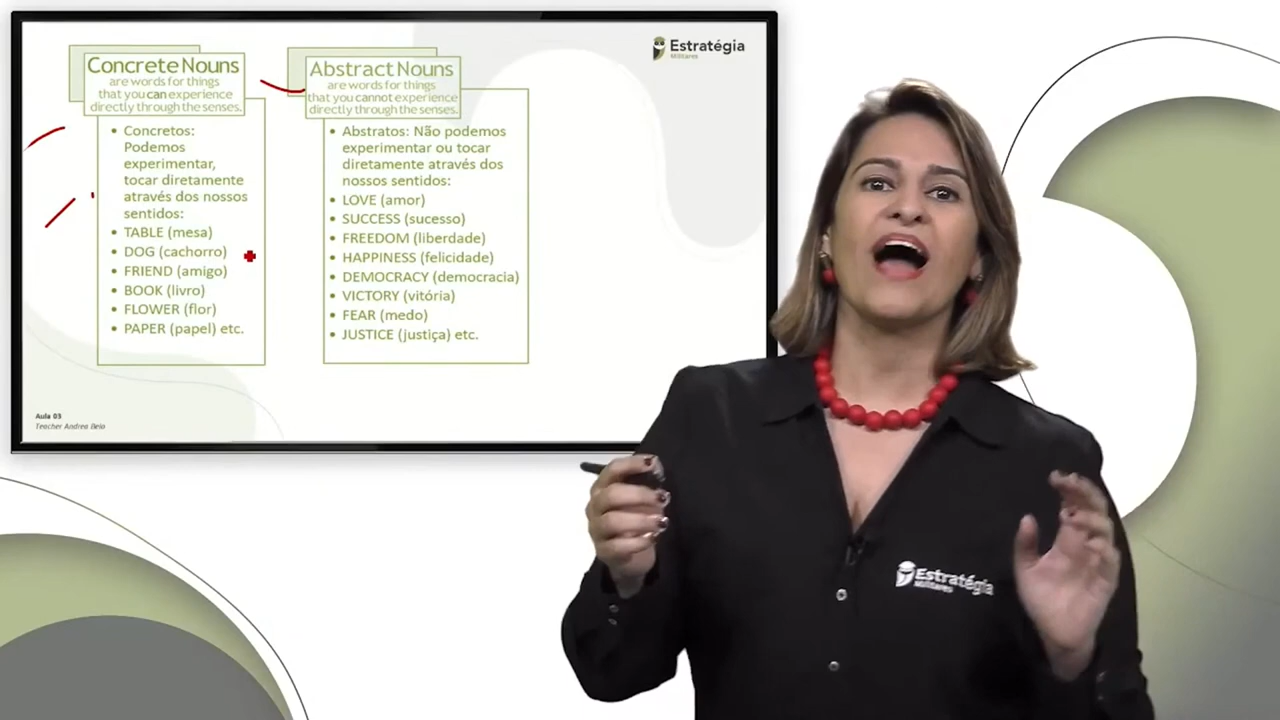 Concrete Nouns
are words for things
that you can experience
directly through the senses.
• Concretos:
Podemos
experimentar,
tocar diretamente
através dos nossos
sentidos:
• TABLE (mesa)
• DOG (cachorro)
• FRIEND (amigo)
• BOOK (livro)
• FLOWER (flor)
• PAPER (papel) etc.
Abstract Nouns
are words for things
that you cannot experience
directly through the senses.
• Abstratos: Não podemos
experimentar ou tocar
diretamente através dos
nossos sentidos:
• LOVE (amor)
• SUCCESS (sucesso)
• FREEDOM (liberdade)
• HAPPINESS (felicidade)
• DEMOCRACY (democracia)
• VICTORY (vitória)
• FEAR (medo)
• JUSTICE (justiça) etc.
Estratégia
Militares
Aula 03
Teacher Andrea Belo
Estratégia
Militares